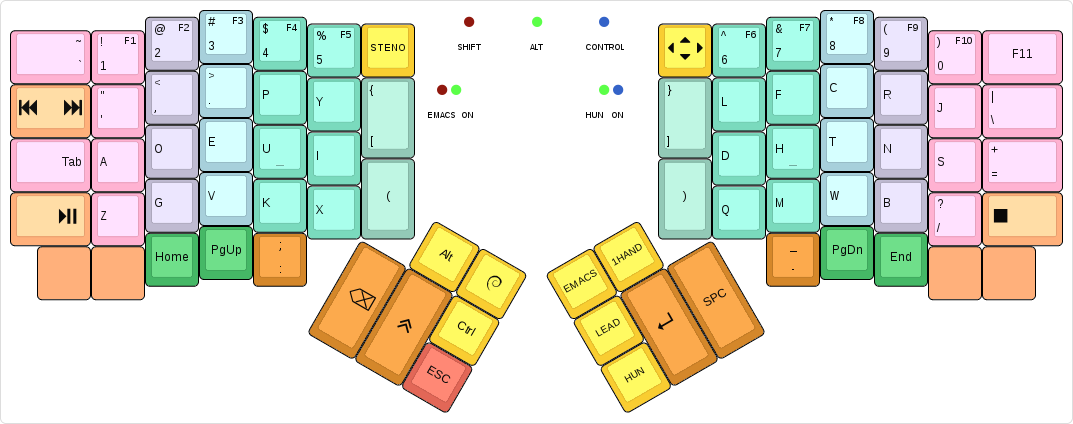 ~ `
! F1 1
@ F2 2
# F3 3
$ F4 4
% F5 5
STENO
SHIFT
ALT
CONTROL
^ F6 6
& F7 7
* F8 8
( F9 9
) F10 0
F11
" '
< ,
> .
P
Y
{ [
EMACS ON
HUN ON
} ]
L
F
C
R
J
| \
Tab
A
O
E
U _
I
(
)
D
H _
T
N
S
+ =
Z
G
V
K
X
Q
M
W
B
? /
Home
PgUp
; :
Alt
Ctrl
ESC
EMACS
1HAND
LEAD
HUN
SPC
– .
PgDn
End